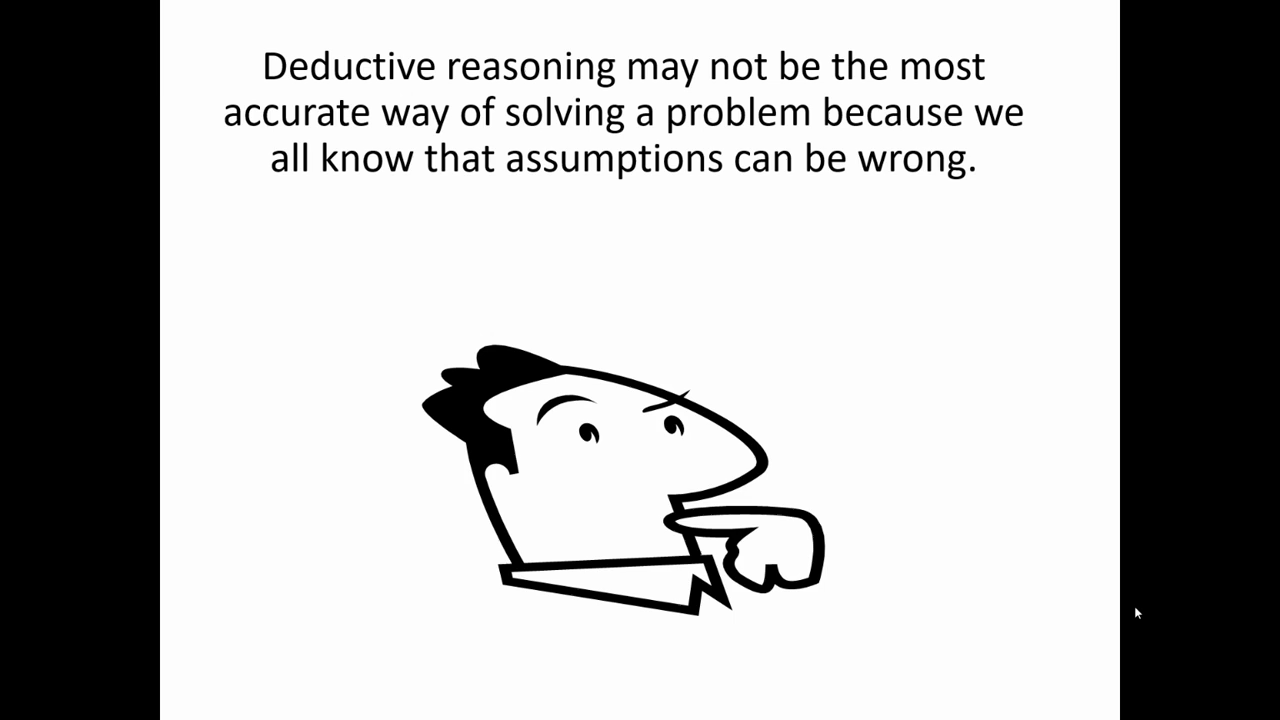 Deductive reasoning may not be the most
accurate way of solving a problem because we
all know that assumptions can be wrong.